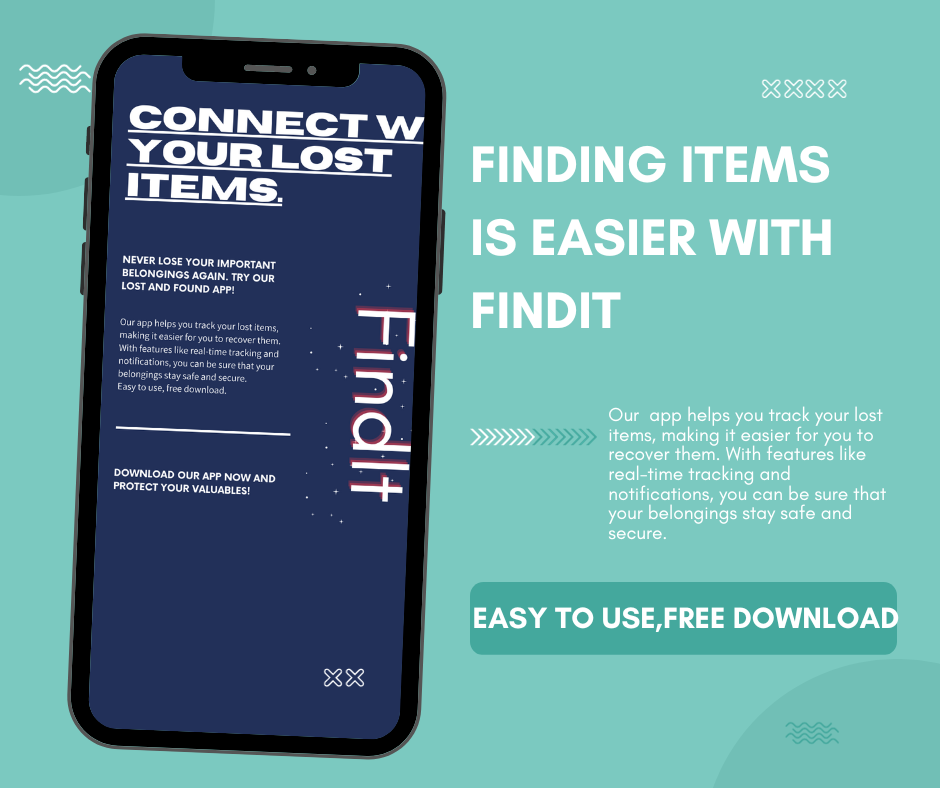 CONNECT W
YOUR LOST
ITEMS.
NEVER LOSE YOUR IMPORTANT
BELONGINGS AGAIN. TRY OUR
LOST AND FOUND APP!
Our app helps you track your lost items,
making it easier for you to recover them.
With features like real-time tracking and
notifications, you can be sure that your
belongings stay safe and secure.
Easy to use, free download.
FindIt
DOWNLOAD OUR APP NOW AND
PROTECT YOUR VALUABLES!
FINDING ITEMS
IS EASIER WITH
FINDIT
Our app helps you track your lost
items, making it easier for you to
recover them. With features like
real-time tracking and
notifications, you can be sure that
your belongings stay safe and
secure.
EASY TO USE,FREE DOWNLOAD